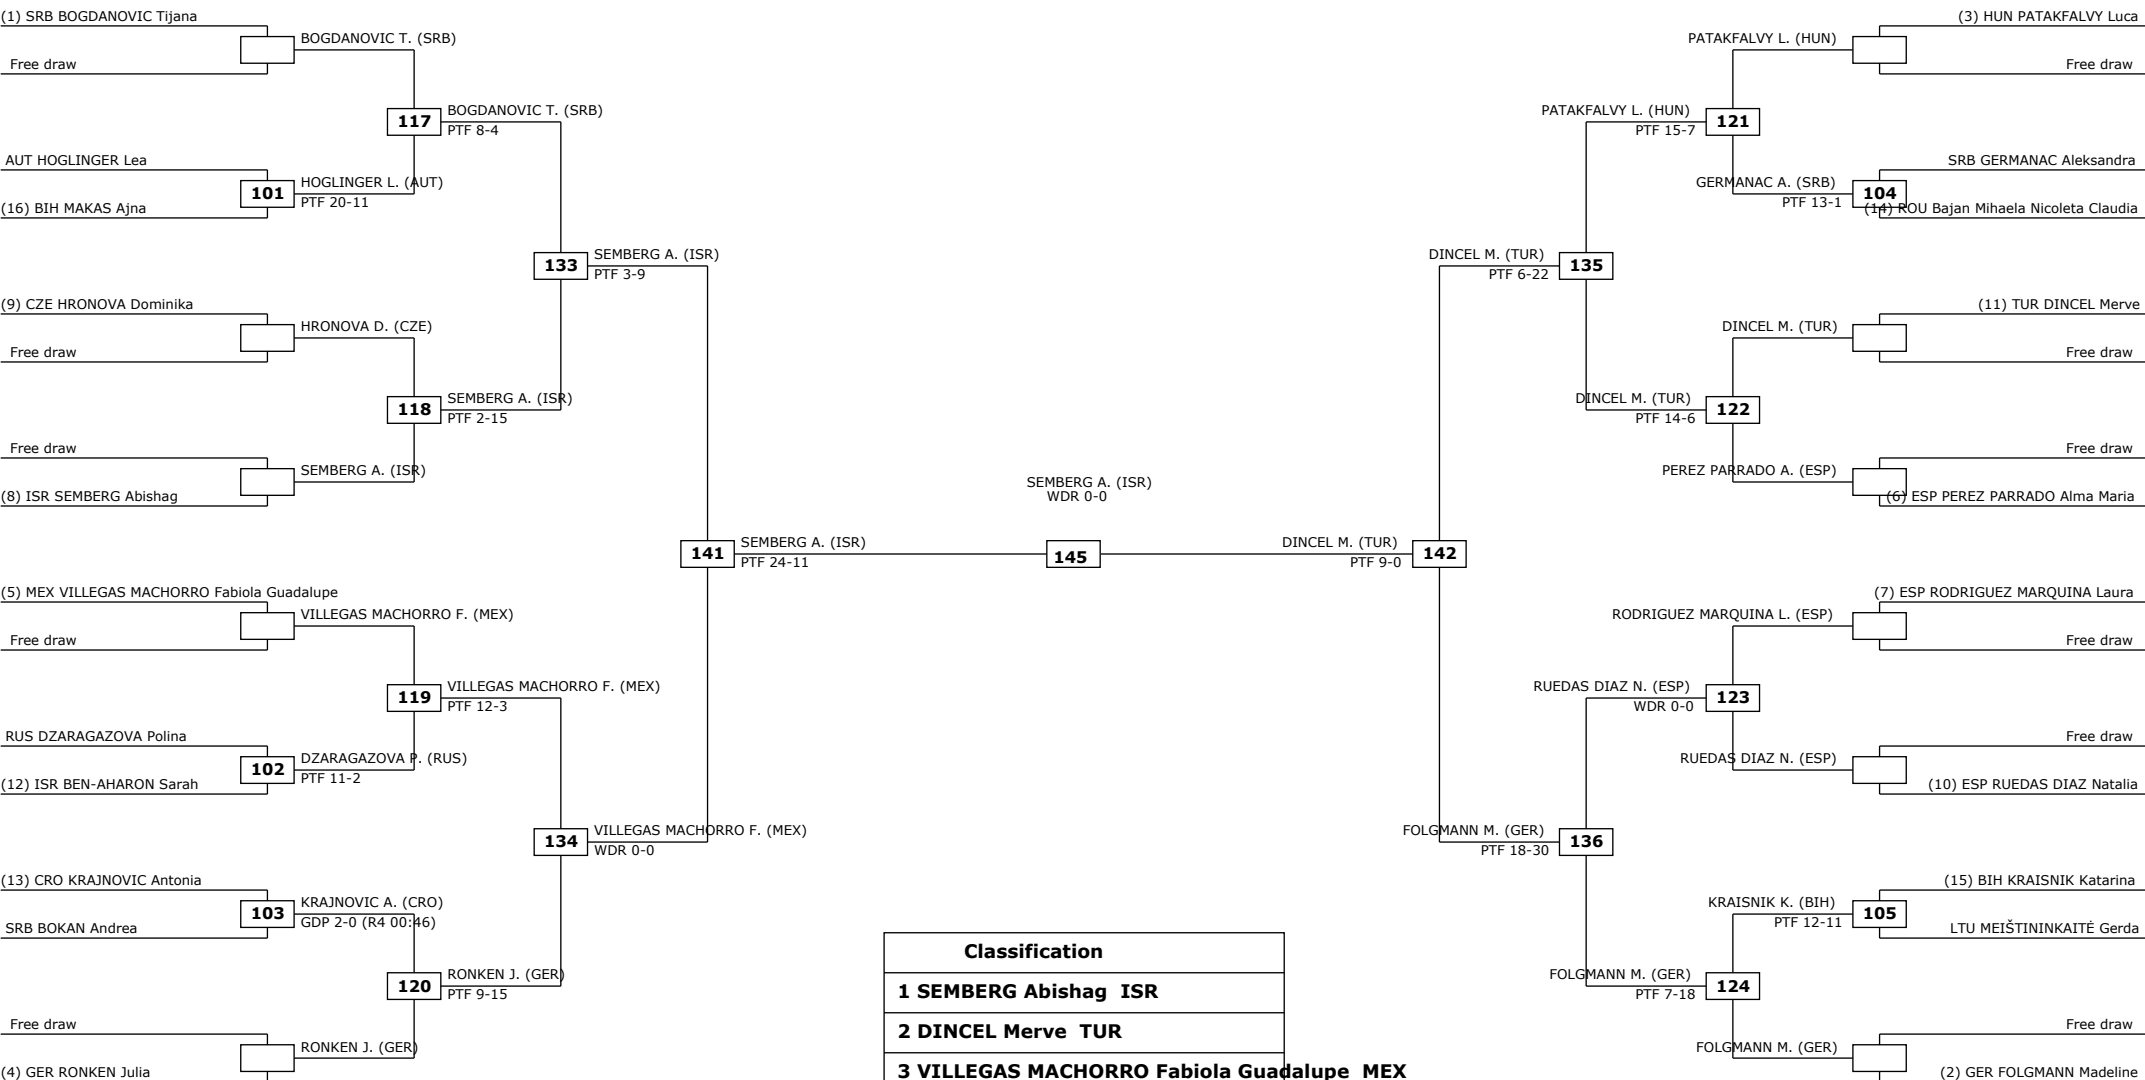 (1) SRB BOGDANOVIC Tijana
BOGDANOVIC T. (SRB)
Free draw
BOGDANOVIC T. (SRB)
117
PTF 8-4
AUT HOGLINGER Lea
HOGLINGER L. (AUT)
101
PTF 20-11
(16) BIH MAKAS Ajna
SEMBERG A. (ISR)
133
PTF 3-9
(9) CZE HRONOVA Dominika
HRONOVA D. (CZE)
Free draw
SEMBERG A. (ISR)
118
PTF 2-15
Free draw
SEMBERG A. (ISR)
(8) ISR SEMBERG Abishag
SEMBERG A. (ISR)
141
PTF 24-11
(5) MEX VILLEGAS MACHORRO Fabiola Guadalupe
VILLEGAS MACHORRO F. (MEX)
Free draw
VILLEGAS MACHORRO F. (MEX)
119
PTF 12-3
RUS DZARAGAZOVA Polina
DZARAGAZOVA P. (RUS)
102
PTF 11-2
(12) ISR BEN-AHARON Sarah
VILLEGAS MACHORRO F. (MEX)
134
WDR 0-0
(13) CRO KRAJNOVIC Antonia
KRAJNOVIC A. (CRO)
103
GDP 2-0 (R4 00:46)
SRB BOKAN Andrea
RONKEN J. (GER)
120
PTF 9-15
Free draw
RONKEN J. (GER)
(4) GER RONKEN Julia
SEMBERG A. (ISR)
WDR 0-0
145
(3) HUN PATAKFALVY Luca
PATAKFALVY L. (HUN)
Free draw
PATAKFALVY L. (HUN)
PTF 15-7
121
SRB GERMANAC Aleksandra
GERMANAC A. (SRB)
PTF 13-1
104
(14) ROU Bajan Mihaela Nicoleta Claudia
DINCEL M. (TUR)
PTF 6-22
135
(11) TUR DINCEL Merve
DINCEL M. (TUR)
Free draw
DINCEL M. (TUR)
PTF 14-6
122
Free draw
PEREZ PARRADO A. (ESP)
(6) ESP PEREZ PARRADO Alma Maria
DINCEL M. (TUR)
PTF 9-0
142
(7) ESP RODRIGUEZ MARQUINA Laura
RODRIGUEZ MARQUINA L. (ESP)
Free draw
RUEDAS DIAZ N. (ESP)
WDR 0-0
123
Free draw
RUEDAS DIAZ N. (ESP)
(10) ESP RUEDAS DIAZ Natalia
FOLGMANN M. (GER)
PTF 18-30
136
(15) BIH KRAISNIK Katarina
KRAISNIK K. (BIH)
PTF 12-11
105
LTU MEIŠTININKAITĖ Gerda
FOLGMANN M. (GER)
PTF 7-18
124
Free draw
FOLGMANN M. (GER)
(2) GER FOLGMANN Madeline
Classification
1 SEMBERG Abishag ISR
2 DINCEL Merve TUR
3 VILLEGAS MACHORRO Fabiola Guadalupe MEX